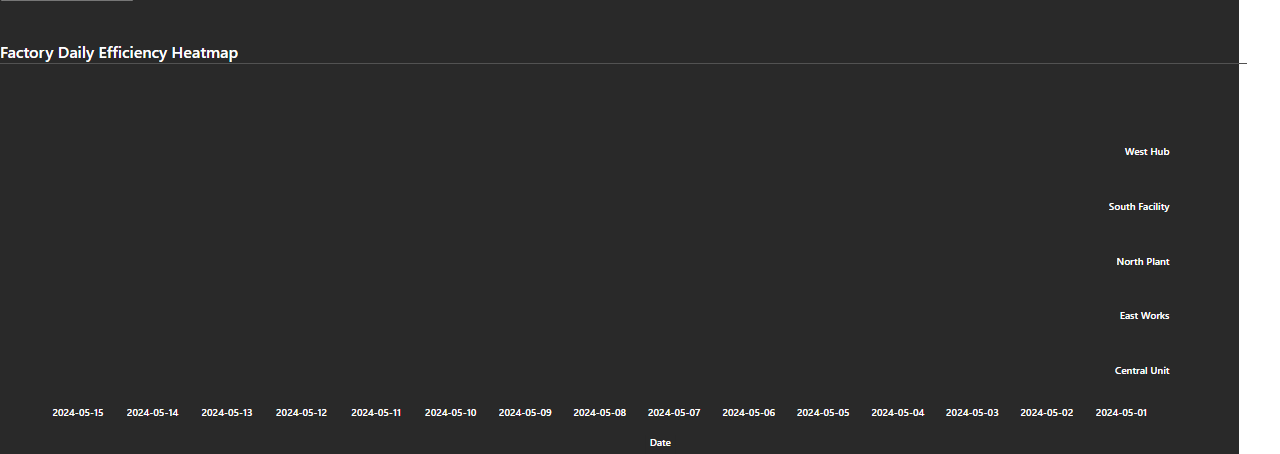 Factory Daily Efficiency Heatmap
West Hub
South Facility
North Plant
East Works
Central Unit
2024-05-15 2024-05-14 2024-05-13 2024-05-12 2024-05-11 2024-05-10 2024-05-09 2024-05-08 2024-05-07 2024-05-06 2024-05-05 2024-05-04 2024-05-03 2024-05-02 2024-05-01
Date